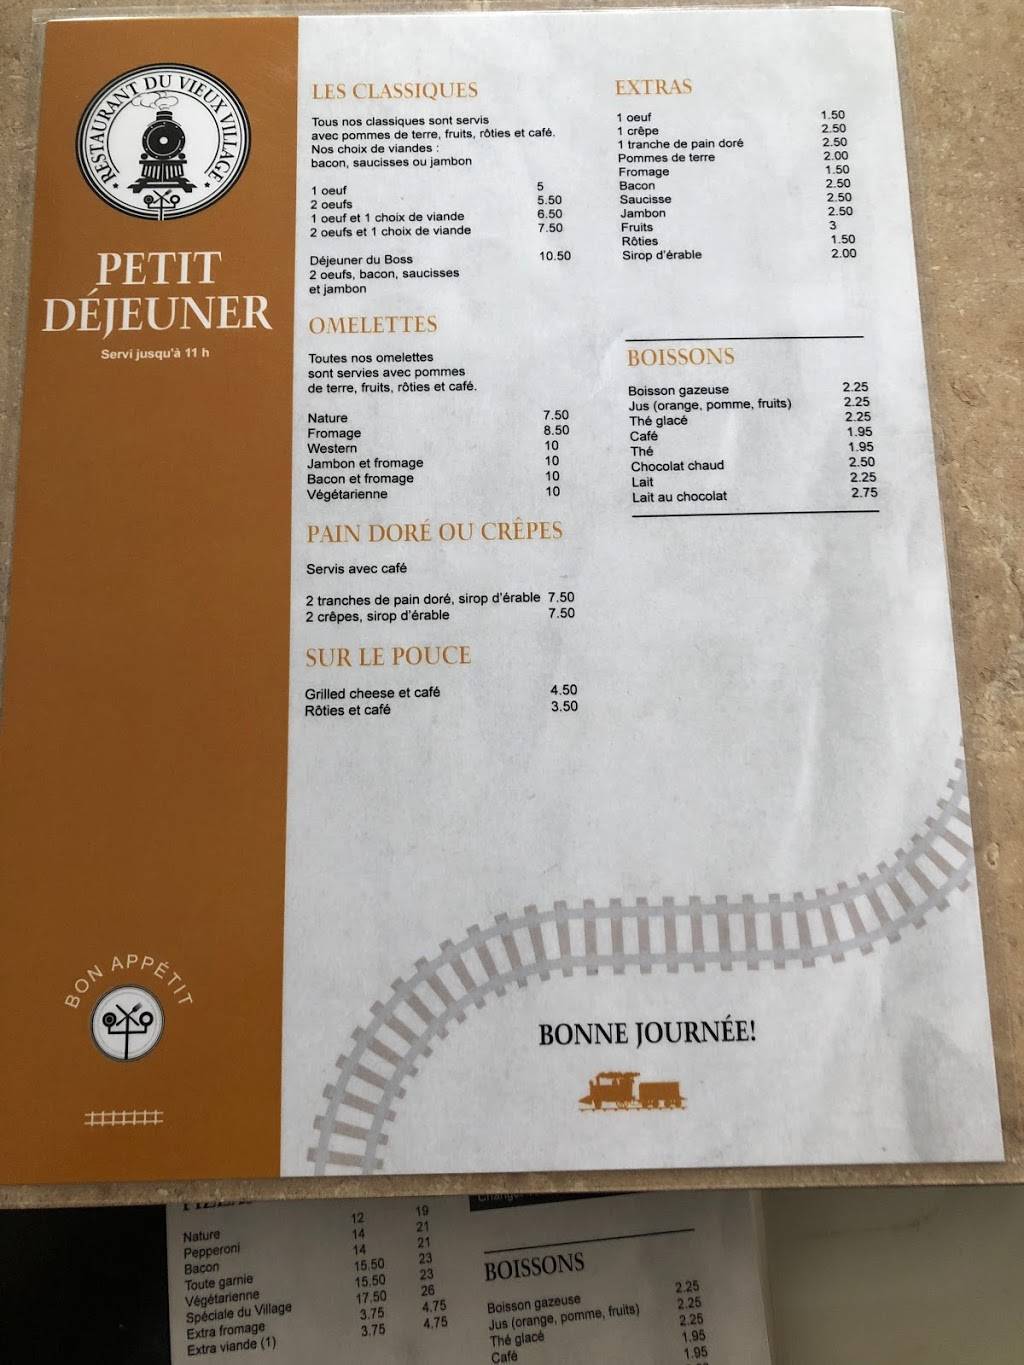 RESTAURANT DU VIEUX VILLAGE
PETIT
DÉJEUNER
Servi jusqu'à 11 h
BON APPÉTIT
LES CLASSIQUES
Tous nos classiques sont servis
avec pommes de terre, fruits, rôties et café.
Nos choix de viandes :
bacon, saucisses ou jambon
1 oeuf 5
2 oeufs 5.50
1 oeuf et 1 choix de viande 6.50
2 oeufs et 1 choix de viande 7.50
Déjeuner du Boss 10.50
2 oeufs, bacon, saucisses
et jambon
OMELETTES
Toutes nos omelettes
sont servies avec pommes
de terre, fruits, rôties et café.
Nature 7.50
Fromage 8.50
Western 10
Jambon et fromage 10
Bacon et fromage 10
Végétarienne 10
PAIN DORÉ OU CRÊPES
Servis avec café
2 tranches de pain doré, sirop d'érable 7.50
2 crêpes, sirop d'érable 7.50
SUR LE POUCE
Grilled cheese et café 4.50
Rôties et café 3.50
EXTRAS
1 oeuf 1.50
1 crêpe 2.50
1 tranche de pain doré 2.50
Pommes de terre 2.00
Fromage 1.50
Bacon 2.50
Saucisse 2.50
Jambon 2.50
Fruits 3
Rôties 1.50
Sirop d'érable 2.00
BOISSONS
Boisson gazeuse 2.25
Jus (orange, pomme, fruits) 2.25
Thé glacé 2.25
Café 1.95
Thé 1.95
Chocolat chaud 2.50
Lait 2.25
Lait au chocolat 2.75
BONNE JOURNÉE!
Nature 12 19
Pepperoni 14 21
Bacon 14 21
Toute garnie 15.50 23
Végétarienne 15.50 23
Spéciale du Village 17.50 26
Extra fromage 3.75 4.75
Extra viande (1) 3.75 4.75
BOISSONS
Boisson gazeuse 2.25
Jus (orange, pomme, fruits) 2.25
Thé glacé 2.25
Café 1.95
1.95